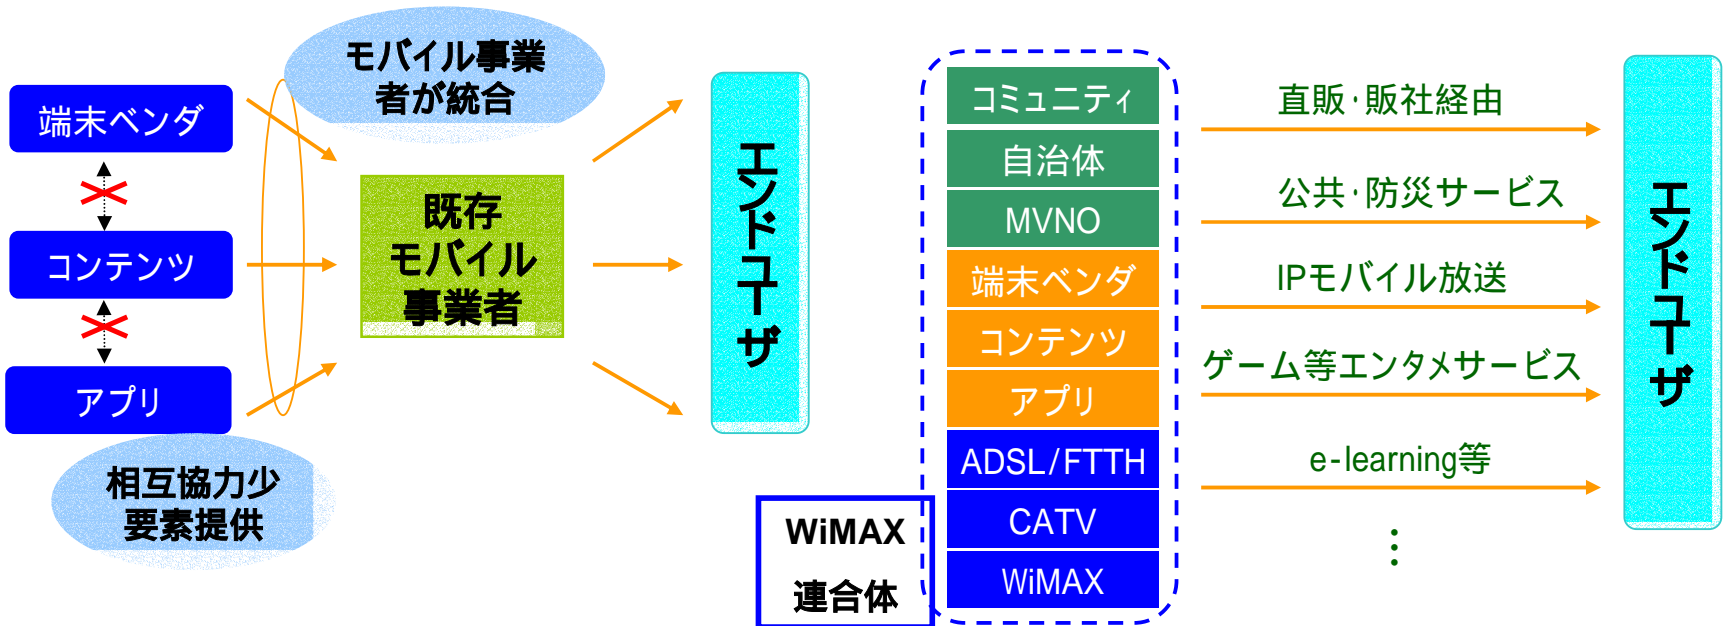 モバイル事業
者が統合
端末ベンダ
コンテンツ
アプリ
相互協力少
要素提供
既存
モバイル
事業者
エンドユーザ
コミュニティ
自治体
MVNO
端末ベンダ
コンテンツ
アプリ
ADSL/FTTH
CATV
WiMAX
WiMAX
連合体
直販・販社経由
公共・防災サービス
IPモバイル放送
ゲーム等エンタメサービス
e-learning等
…
エンドユーザ